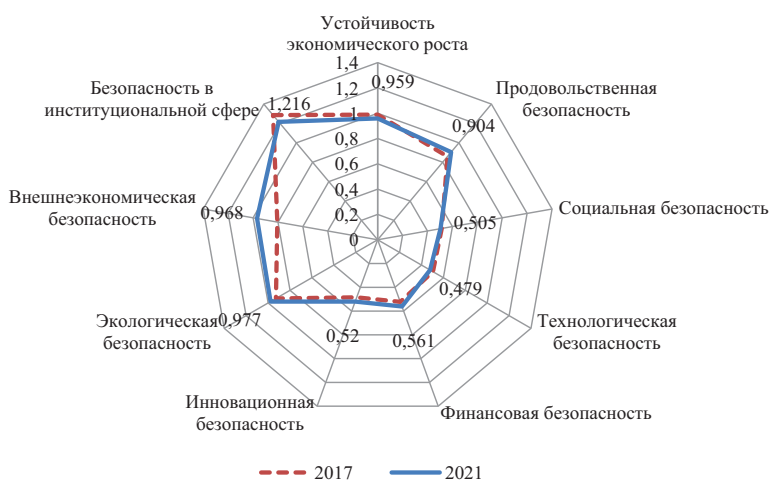 Устойчивость
экономического роста
1,4
0,959
1,2
1
0,8
0,6
0,4
0,2
0
Продовольственная
безопасность
0,904
Социальная безопасность
0,505
Технологическая
безопасность
0,479
Финансовая безопасность
0,561
Инновационная
безопасность
0,52
Экологическая
безопасность
0,977
Внешнеэкономическая
безопасность
0,968
Безопасность в
институциональной сфере
1,216
2017
2021